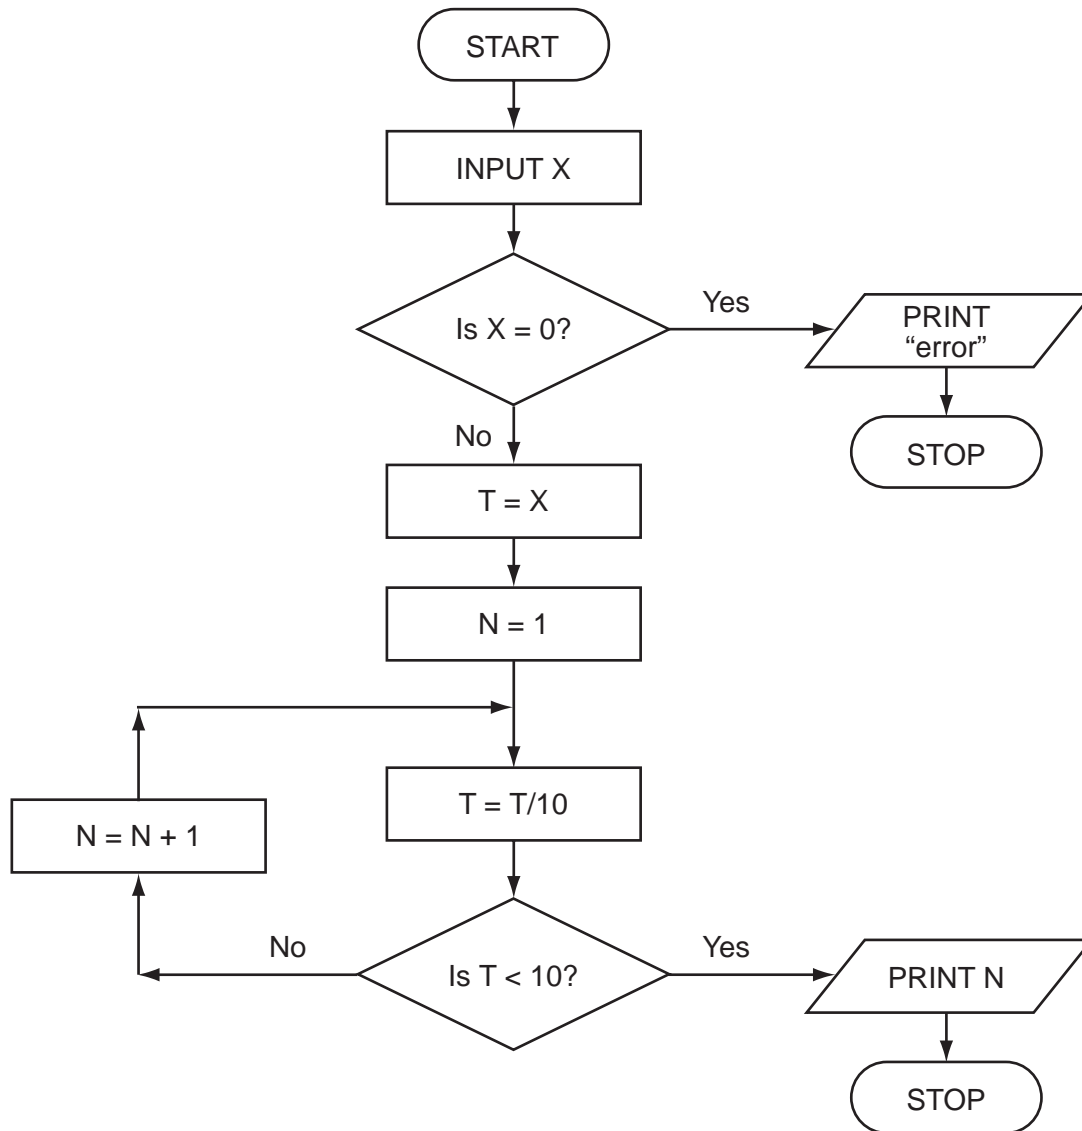 START
INPUT X
Is X = 0?
Yes
PRINT
“error”
STOP
No
T = X
N = 1
T = T/10
N = N + 1
No
Is T < 10?
Yes
PRINT N
STOP